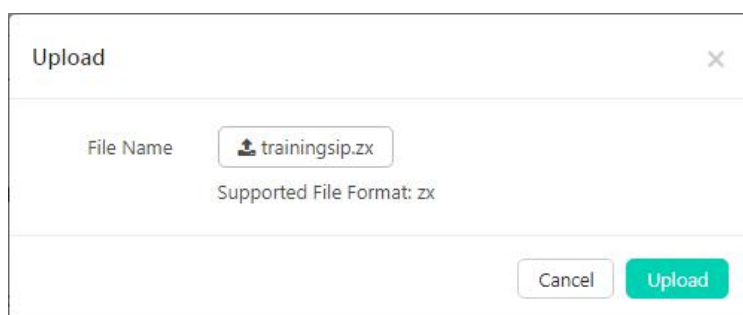 Upload
File Name
trainingsip.zx
Supported File Format: zx
Cancel
Upload